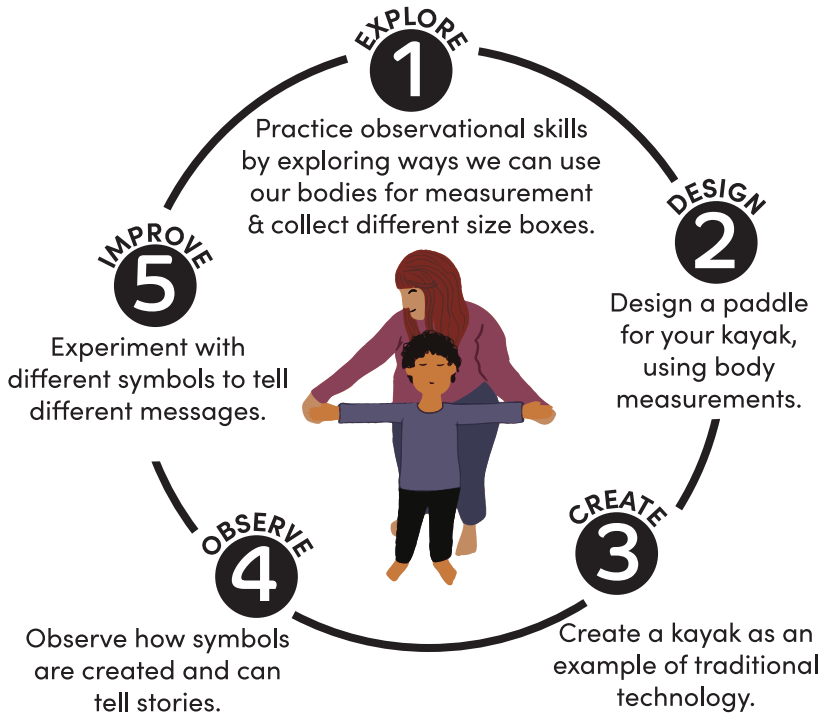 EXPLORE
1
Practice observational skills
by exploring ways we can use
our bodies for measurement
& collect different size boxes.
DESIGN
2
Design a paddle
for your kayak,
using body
measurements.
CREATE
3
Create a kayak as an
example of traditional
technology.
OBSERVE
4
Observe how symbols
are created and can
tell stories.
IMPROVE
5
Experiment with
different symbols to tell
different messages.